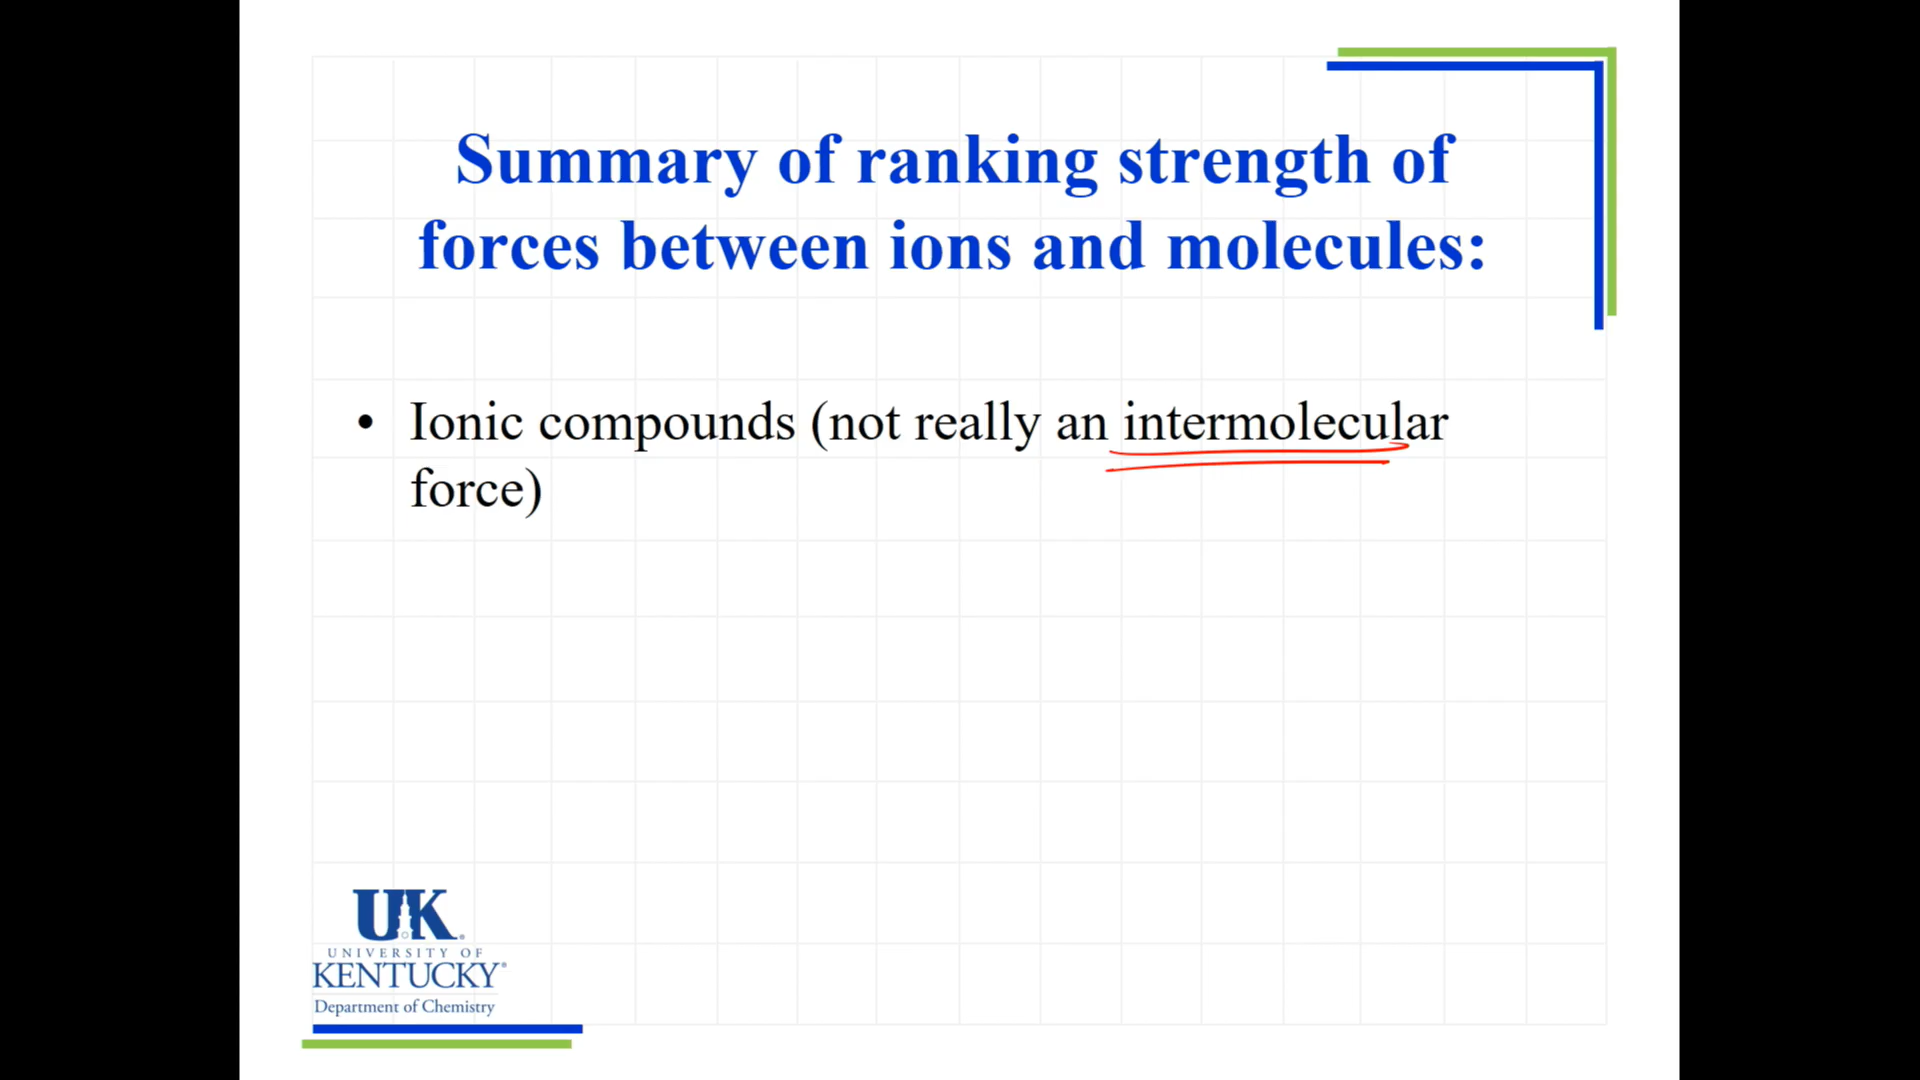 Summary of ranking strength of
forces between ions and molecules:
• Ionic compounds (not really an intermolecular
force)
UK®
UNIVERSITY OF
KENTUCKY®
Department of Chemistry